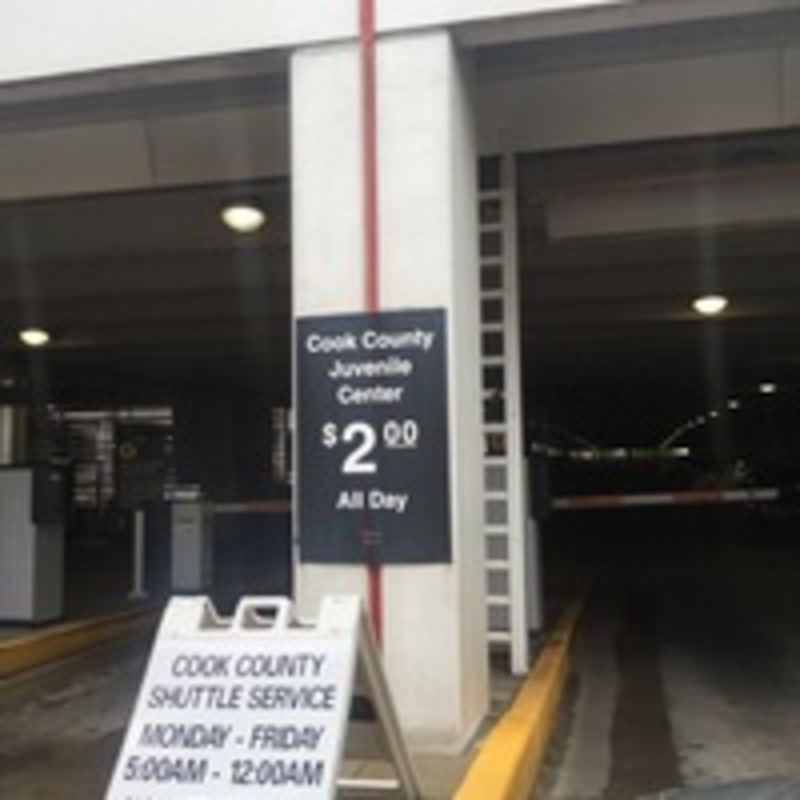 Cook County
Juvenile
Center
$2.00
All Day
COOK COUNTY
SHUTTLE SERVICE
MONDAY - FRIDAY
5:00AM - 12:00AM